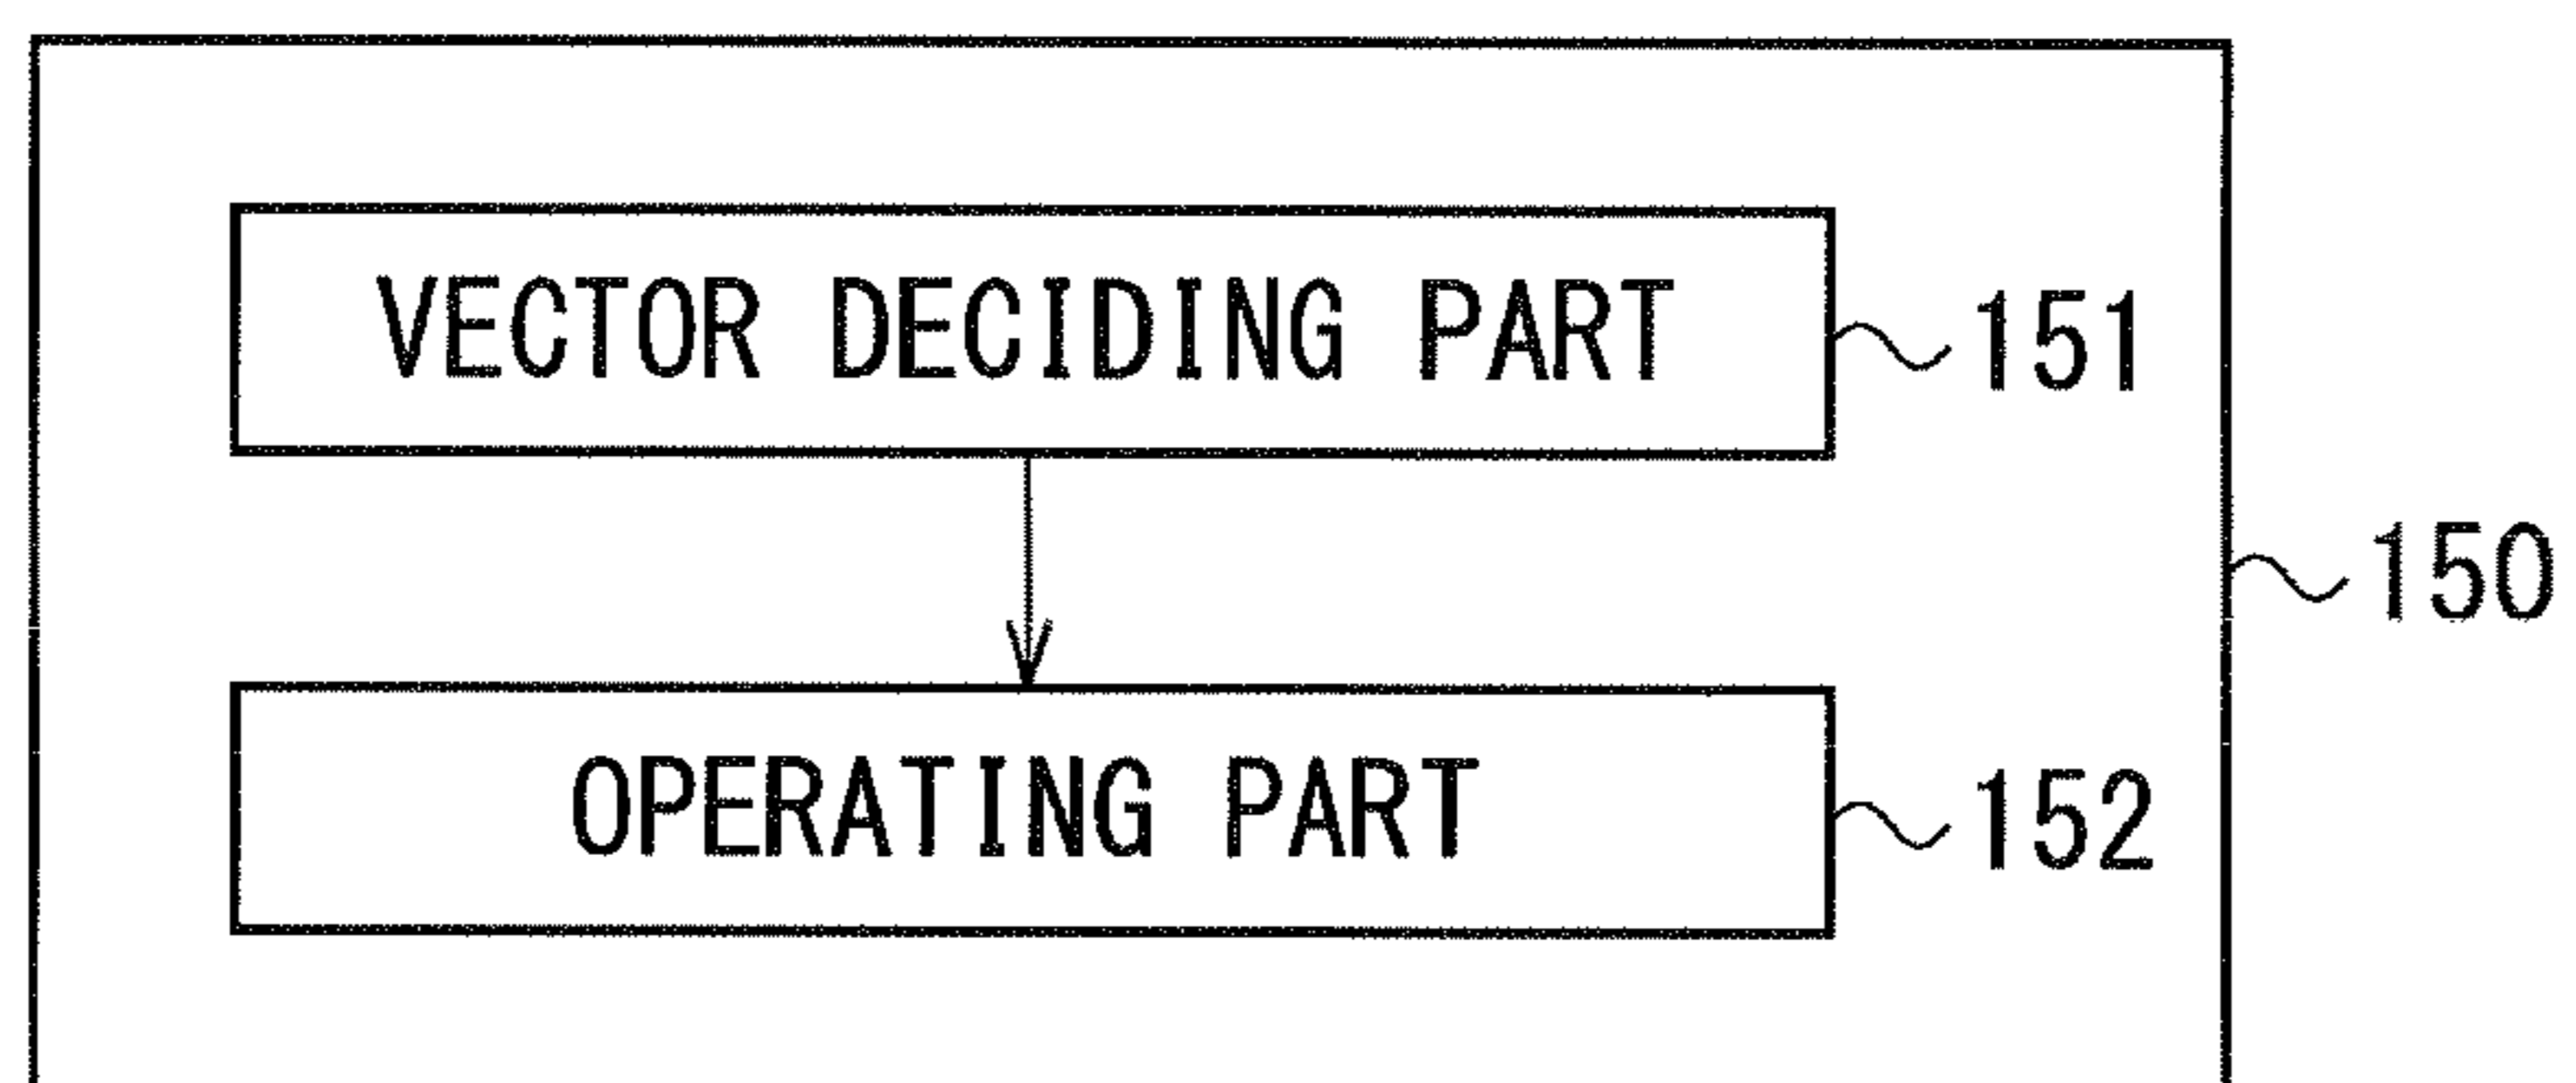 VECTOR DECIDING PART
151
150
OPERATING PART
152